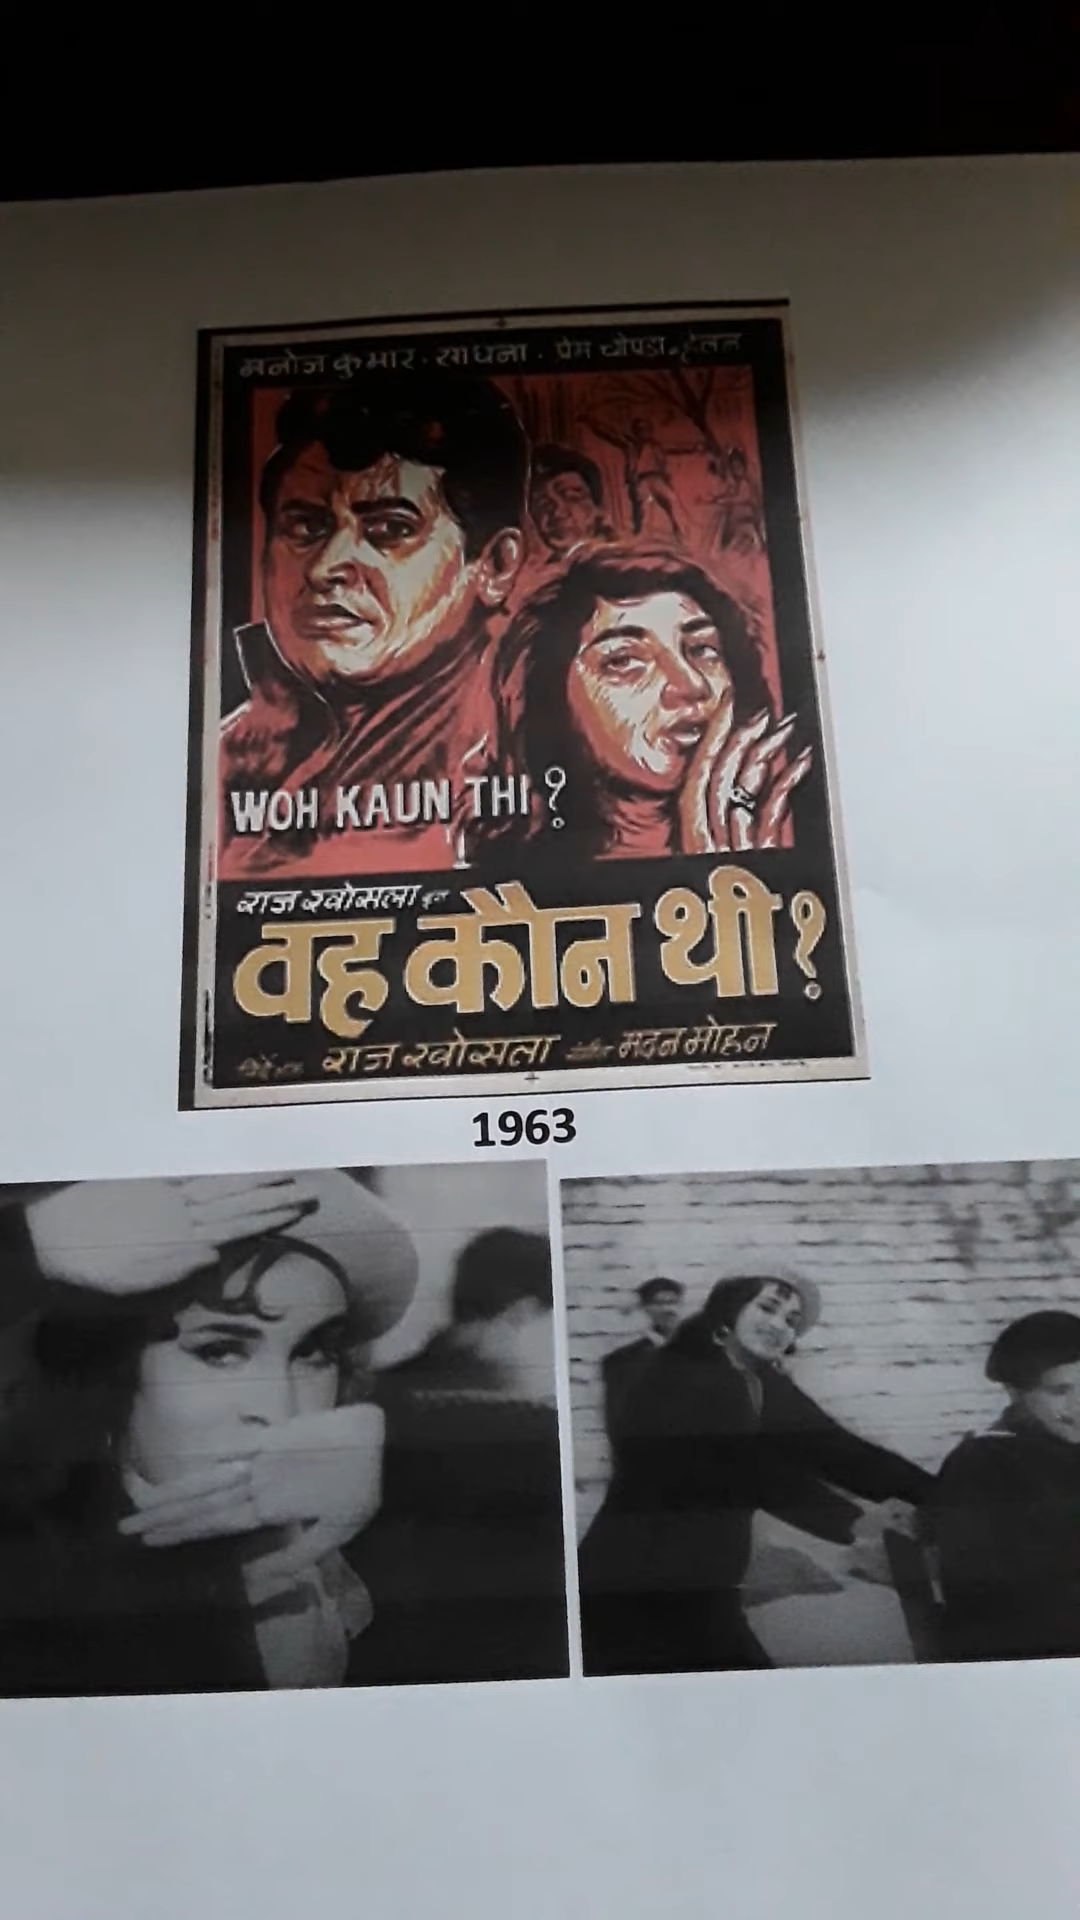 मनोज कुमार · साधना · प्रेम चोपडा · हेलन
WOH KAUN THI ?
राज खोसला कृत
वह कौन थी ?
राज खोसला मदन मोहन
1963